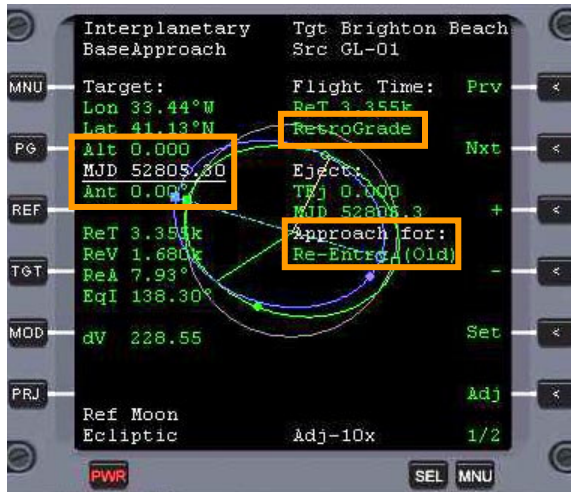 Interplanetary Tgt Brighton Beach
BaseApproach Src GL-01
MNU Target: Flight Time: Prv <
Lon 33.44°W ReT 3.355k
Lat 41.13°N RetroGrade
PG Alt 0.000 Nxt <
MJD 52805.30 Eject:
Ant 0.00° TEj 0.000
REF MJD 52805.3 + <
ReT 3.355k Approach for:
ReV 1.680k Re-Entry (Old)
TGT ReA 7.93° - <
EqI 138.30°
MOD dV 228.55 Set <
PRJ Adj <
Ref Moon
Ecliptic Adj-10x 1/2 <
PWR SEL MNU